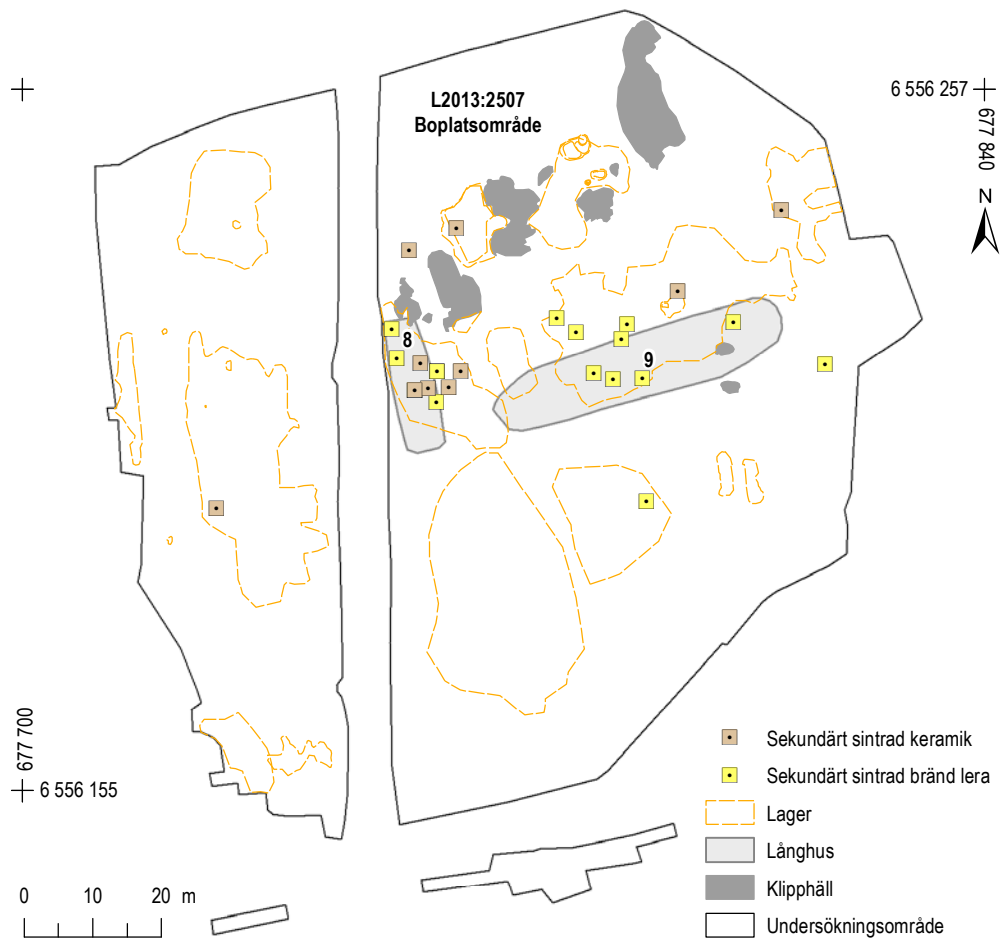 L2013:2507
Boplatsområde
6 556 257
677 840
N
8
9
677 700
6 556 155
Sekundärt sintrad keramik
Sekundärt sintrad bränd lera
Lager
Långhus
Klipphäll
Undersökningsområde
0 10 20 m